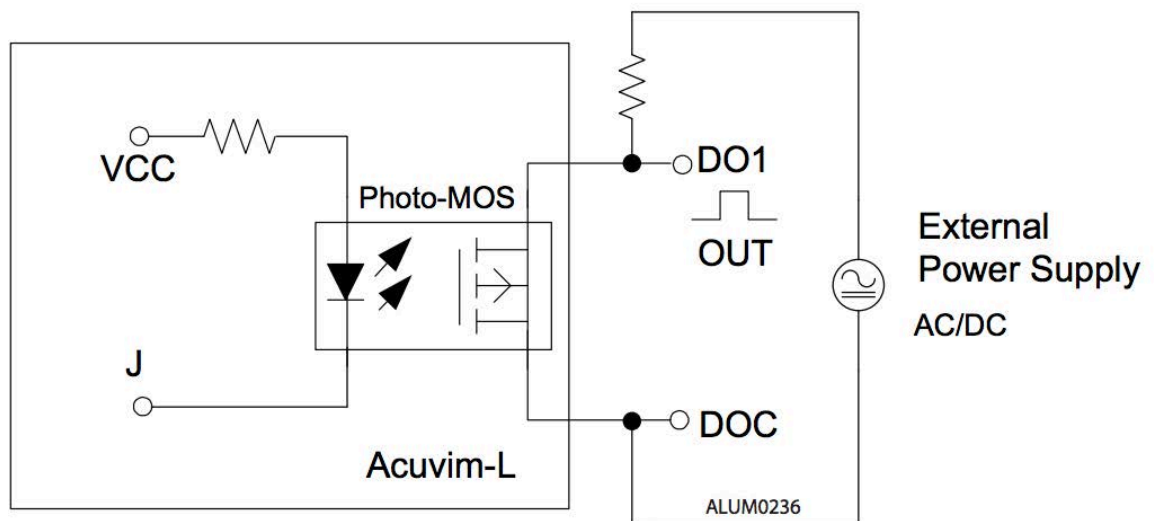 VCC
Photo-MOS
DO1
OUT
External
Power Supply
AC/DC
J
DOC
Acuvim-L
ALUM0236